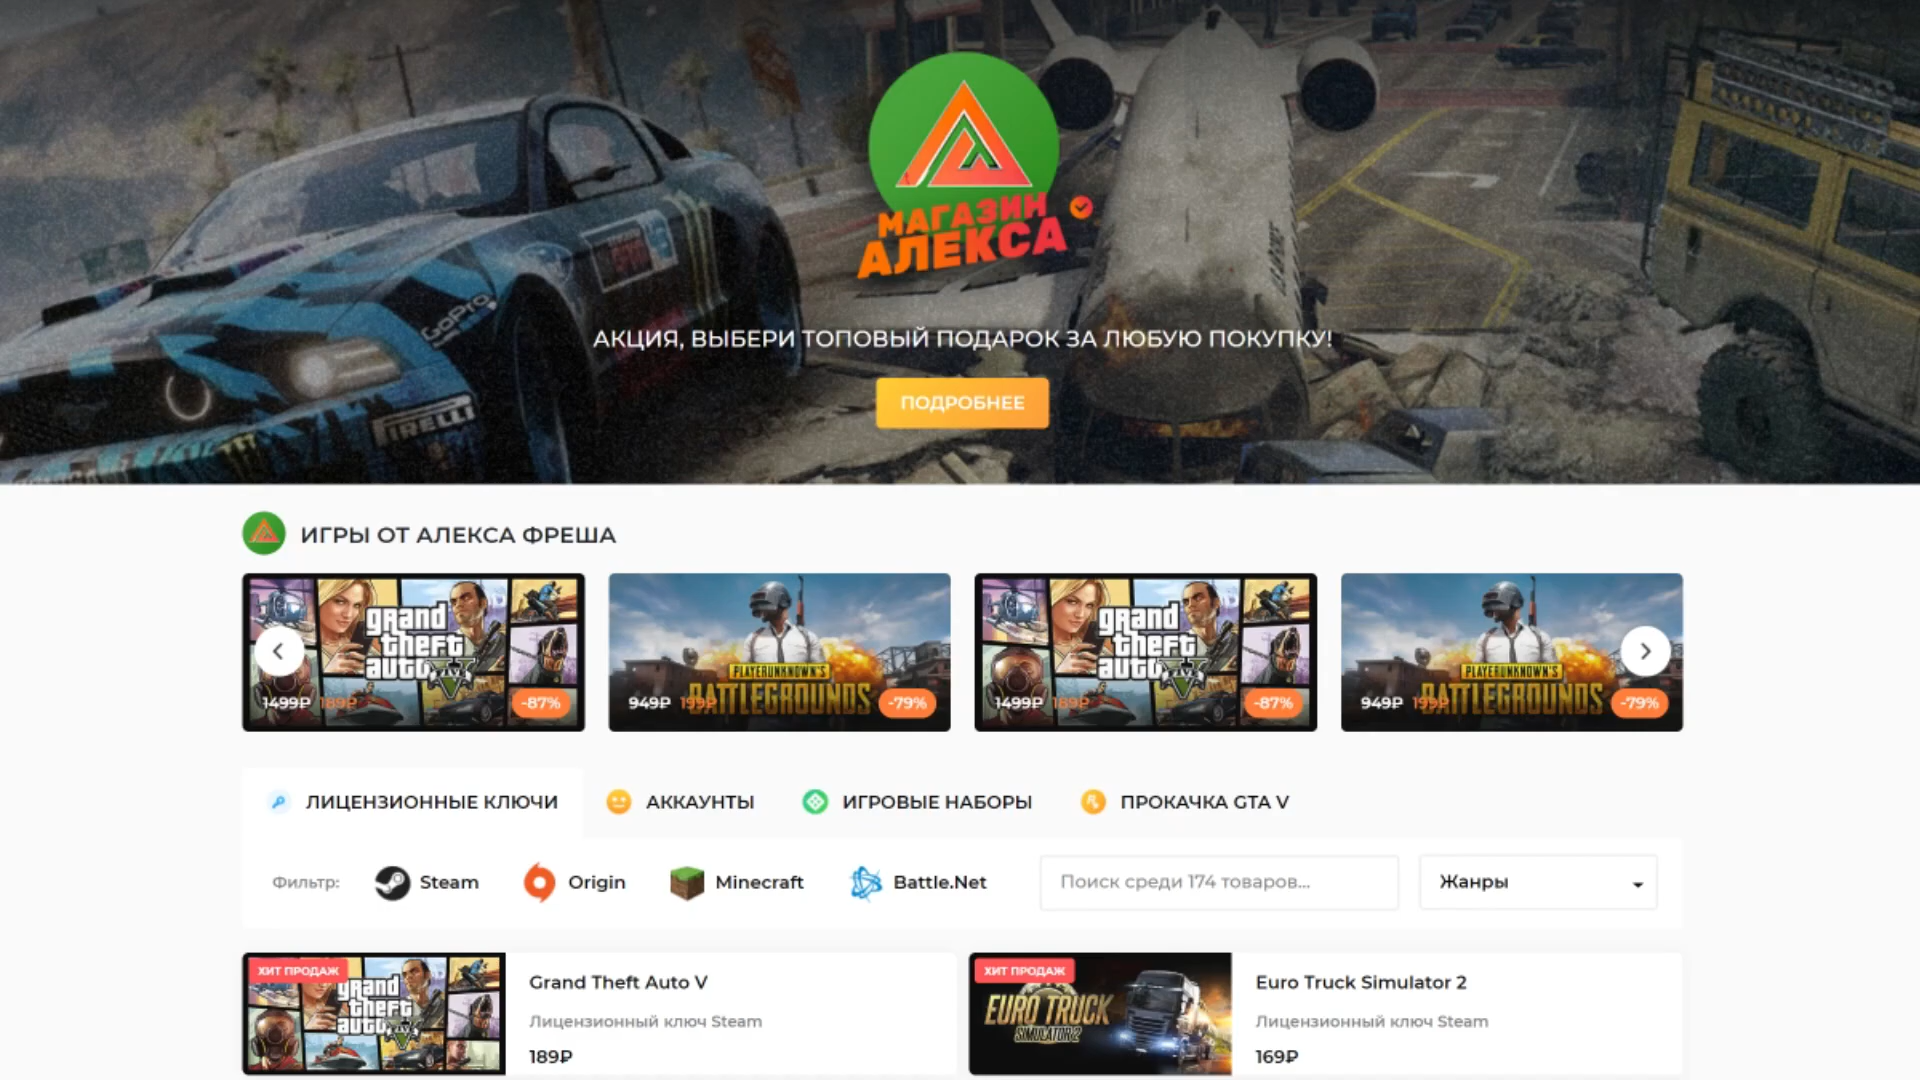 МАГАЗИН
АЛЕКСА
GoPro
PIRELLI
АКЦИЯ, ВЫБЕРИ ТОПОВЫЙ ПОДАРОК ЗА ЛЮБУЮ ПОКУПКУ!
ПОДРОБНЕЕ
ИГРЫ ОТ АЛЕКСА ФРЕША
grand
theft
auto V
1499₽ 189₽ -87%
PLAYERUNKNOWN'S
BATTLEGROUNDS
949₽ 199₽ -79%
grand
theft
auto V
1499₽ 189₽ -87%
PLAYERUNKNOWN'S
BATTLEGROUNDS
949₽ 199₽ -79%
ЛИЦЕНЗИОННЫЕ КЛЮЧИ
АККАУНТЫ
ИГРОВЫЕ НАБОРЫ
ПРОКАЧКА GTA V
Фильтр:
Steam
Origin
Minecraft
Battle.Net
Поиск среди 174 товаров...
Жанры
ХИТ ПРОДАЖ
grand
theft
auto V
Grand Theft Auto V
Лицензионный ключ Steam
189₽
ХИТ ПРОДАЖ
EURO TRUCK
SIMULATOR 2
Euro Truck Simulator 2
Лицензионный ключ Steam
169₽